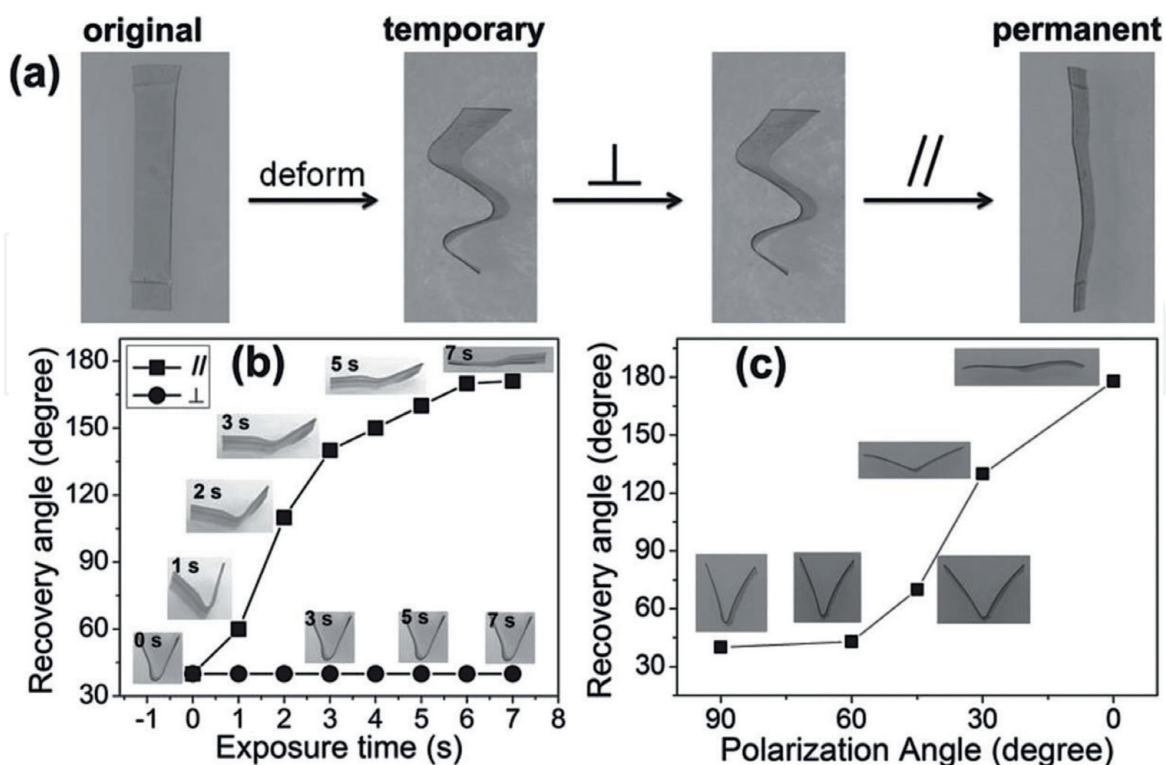 original
temporary
permanent
(a)
deform
⊥
//
(b)
Recovery angle (degree)
180
150
120
90
60
30
//
⊥
0 s
1 s
2 s
3 s
5 s
7 s
3 s
5 s
7 s
-1 0 1 2 3 4 5 6 7 8
Exposure time (s)
(c)
Recovery angle (degree)
180
150
120
90
60
30
90 60 30 0
Polarization Angle (degree)